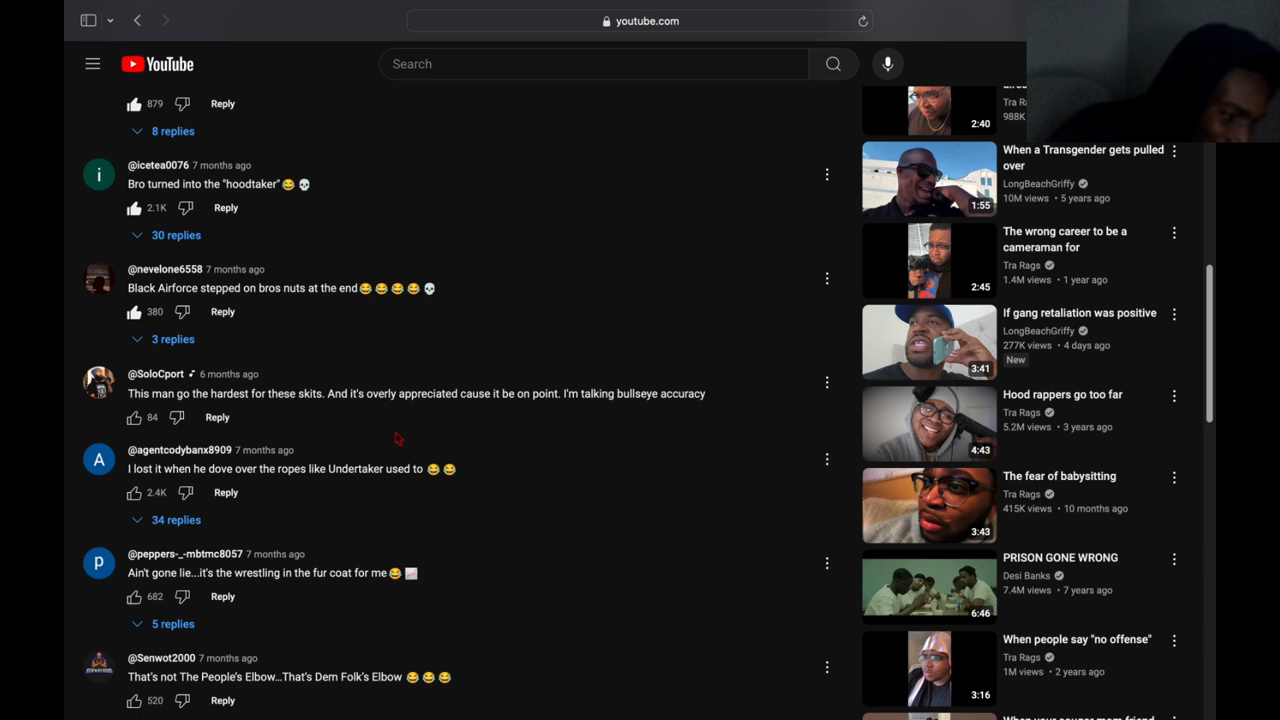 youtube.com
YouTube
Search
879 Reply
8 replies
@icetea0076 7 months ago
Bro turned into the "hoodtaker"😂💀
2.1K Reply
30 replies
@nevelone6558 7 months ago
Black Airforce stepped on bros nuts at the end😂😂😂😂💀
380 Reply
3 replies
@SoloCport 6 months ago
This man go the hardest for these skits. And it's overly appreciated cause it be on point. I'm talking bullseye accuracy
84 Reply
A
@agentcodybanx8909 7 months ago
I lost it when he dove over the ropes like Undertaker used to 😂😂
2.4K Reply
34 replies
p
@peppers-_-mbtmc8057 7 months ago
Ain't gone lie...it's the wrestling in the fur coat for me😂📈
682 Reply
5 replies
@Senwot2000 7 months ago
That's not The People's Elbow...That's Dem Folk's Elbow 😂😂😂
520 Reply
2:40
Tra R
988K
When a Transgender gets pulled
over
LongBeachGriffy
10M views • 5 years ago
1:55
The wrong career to be a
cameraman for
Tra Rags
1.4M views • 1 year ago
2:45
If gang retaliation was positive
LongBeachGriffy
277K views • 4 days ago
New
3:41
Hood rappers go too far
Tra Rags
5.2M views • 3 years ago
4:43
The fear of babysitting
Tra Rags
415K views • 10 months ago
3:43
PRISON GONE WRONG
Desi Banks
7.4M views • 7 years ago
6:46
When people say "no offense"
Tra Rags
1M views • 2 years ago
3:16